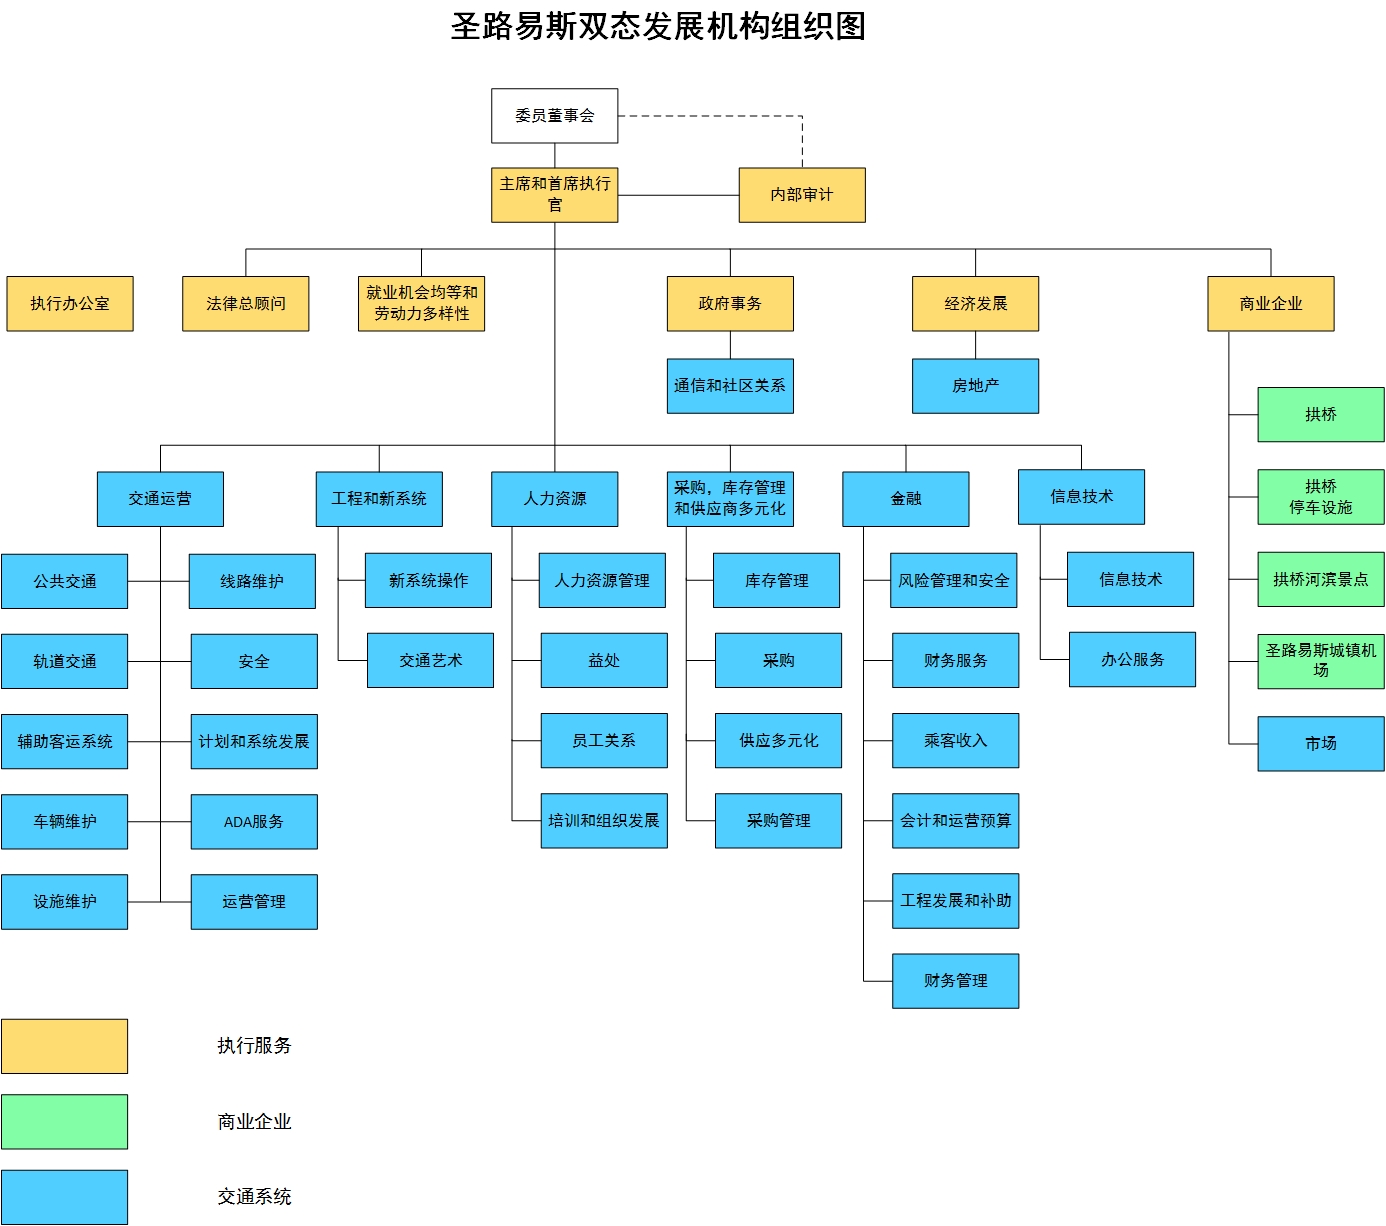 圣路易斯双态发展机构组织图
委员董事会
主席和首席执行
官
内部审计
执行办公室
法律总顾问
就业机会均等和
劳动力多样性
政府事务
经济发展
商业企业
通信和社区关系
房地产
拱桥
拱桥
停车设施
拱桥河滨景点
圣路易斯城镇机
场
市场
交通运营
工程和新系统
人力资源
采购，库存管理
和供应商多元化
金融
信息技术
公共交通
线路维护
轨道交通
安全
辅助客运系统
计划和系统发展
车辆维护
ADA服务
设施维护
运营管理
新系统操作
交通艺术
人力资源管理
益处
员工关系
培训和组织发展
库存管理
采购
供应多元化
采购管理
风险管理和安全
财务服务
乘客收入
会计和运营预算
工程发展和补助
财务管理
信息技术
办公服务
执行服务
商业企业
交通系统